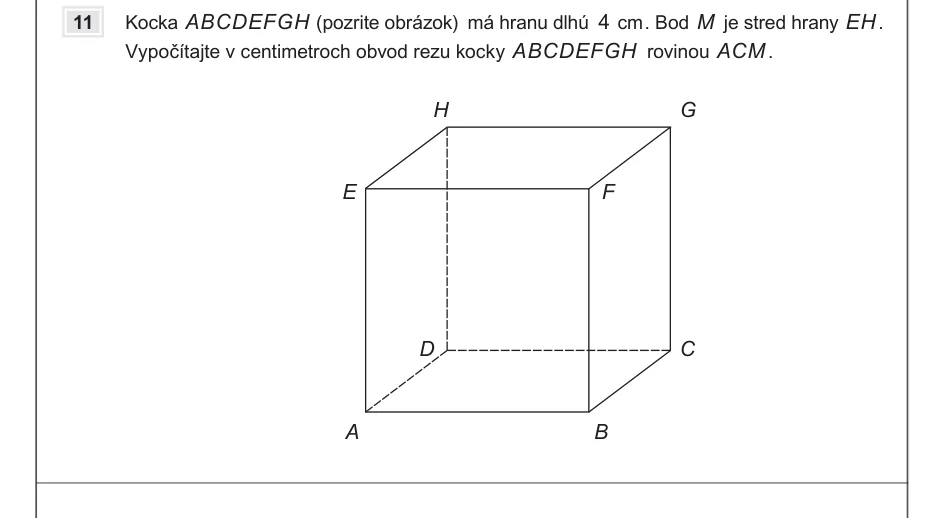 11 Kocka ABCDEFGH (pozrite obrázok) má hranu dlhú 4 cm. Bod M je stred hrany EH.
Vypočítajte v centimetroch obvod rezu kocky ABCDEFGH rovinou ACM.
H G
E F
D C
A B